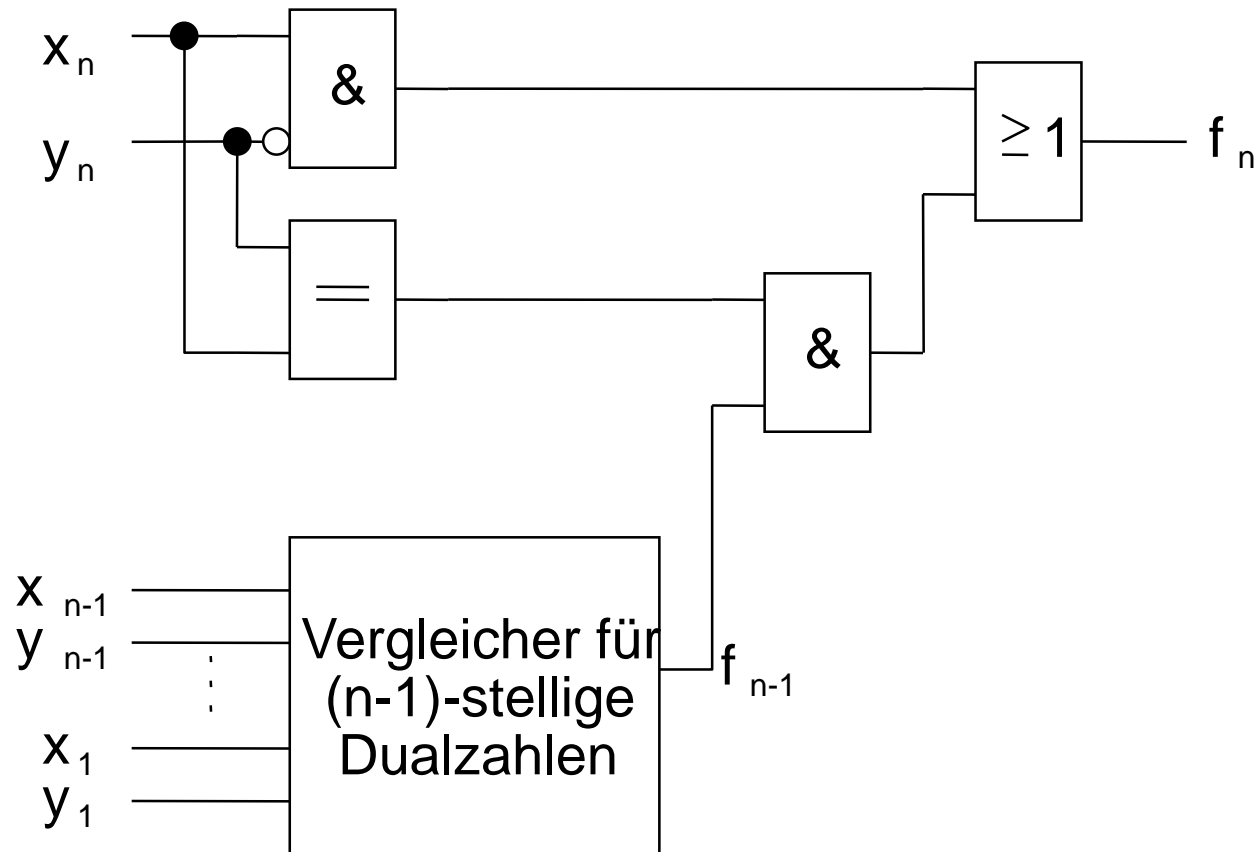 x n
&
≥ 1
y n
f n
=
&
x n-1
y n-1
Vergleicher für
(n-1)-stellige
Dualzahlen
f n-1
x 1
y 1